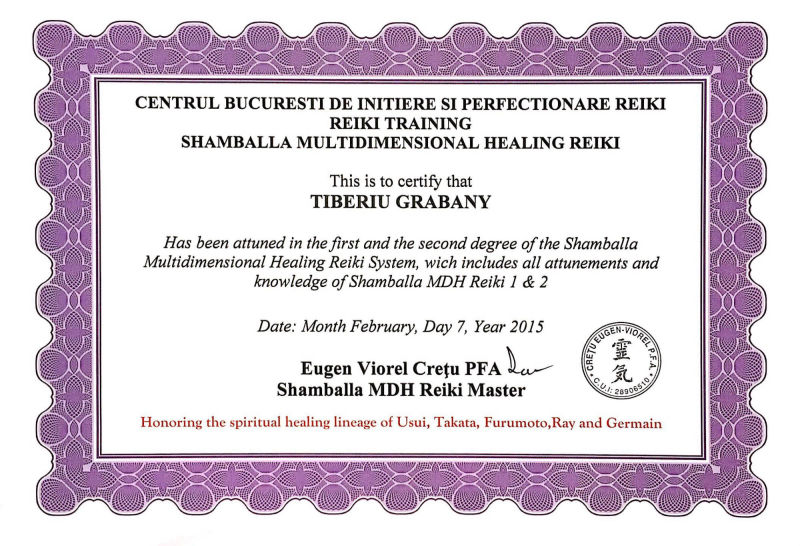 CENTRUL BUCURESTI DE INITIERE SI PERFECTIONARE REIKI
REIKI TRAINING
SHAMBALLA MULTIDIMENSIONAL HEALING REIKI
This is to certify that
TIBERIU GRABANY
Has been attuned in the first and the second degree of the Shamballa
Multidimensional Healing Reiki System, wich includes all attunements and
knowledge of Shamballa MDH Reiki 1 & 2
Date: Month February, Day 7, Year 2015
Eugen Viorel Crețu PFA
Shamballa MDH Reiki Master
CREȚU EUGEN-VIOREL P.F.A.
靈
気
C.U.I: 28906510
Honoring the spiritual healing lineage of Usui, Takata, Furumoto,Ray and Germain